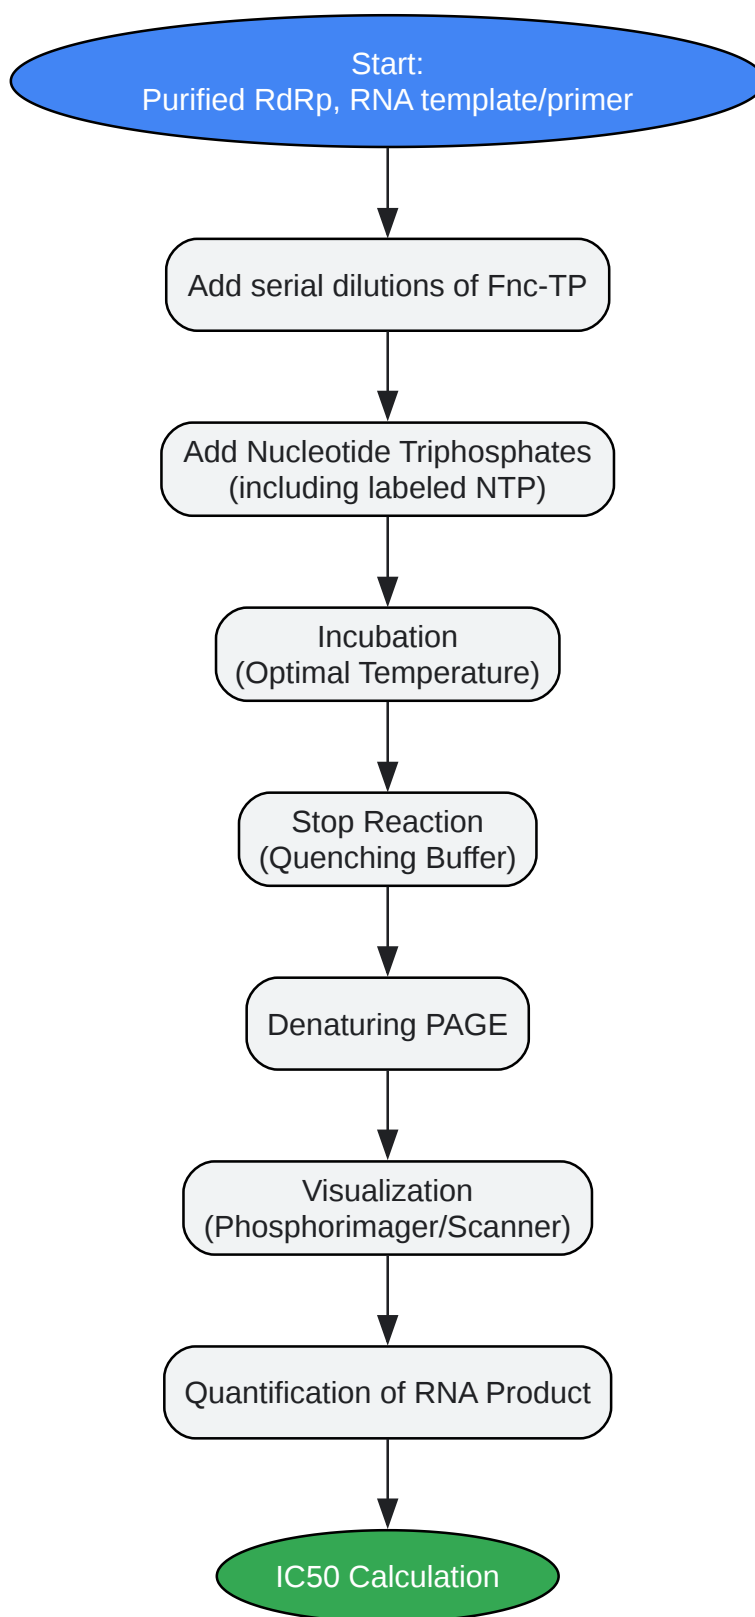 Start:
Purified RdRp, RNA template/primer
Add serial dilutions of Fnc-TP
Add Nucleotide Triphosphates
(including labeled NTP)
Incubation
(Optimal Temperature)
Stop Reaction
(Quenching Buffer)
Denaturing PAGE
Visualization
(Phosphorimager/Scanner)
Quantification of RNA Product
IC50 Calculation